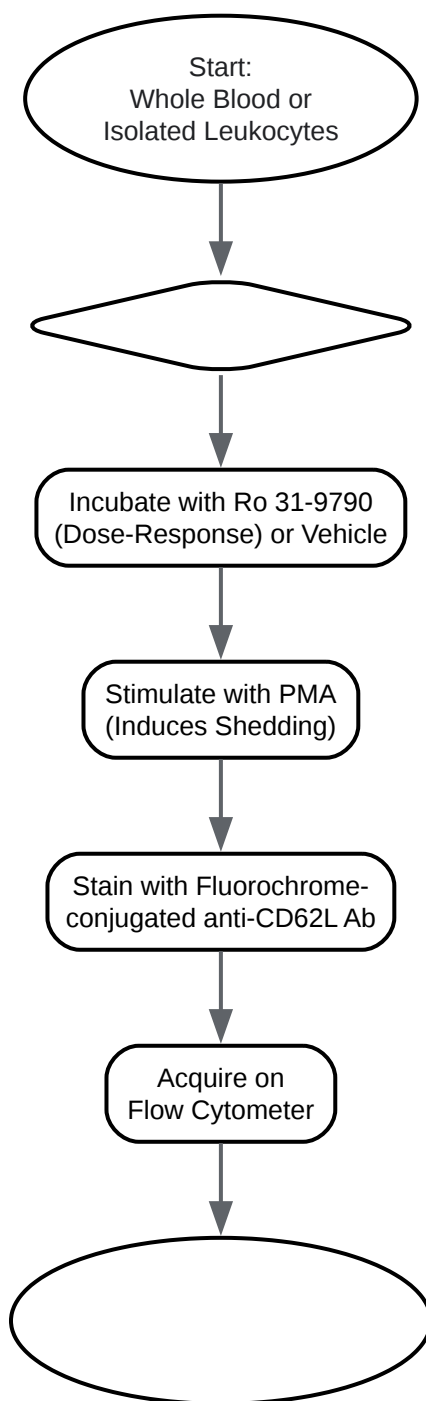 Start:
Whole Blood or
Isolated Leukocytes
Incubate with Ro 31-9790
(Dose-Response) or Vehicle
Stimulate with PMA
(Induces Shedding)
Stain with Fluorochrome-
conjugated anti-CD62L Ab
Acquire on
Flow Cytometer